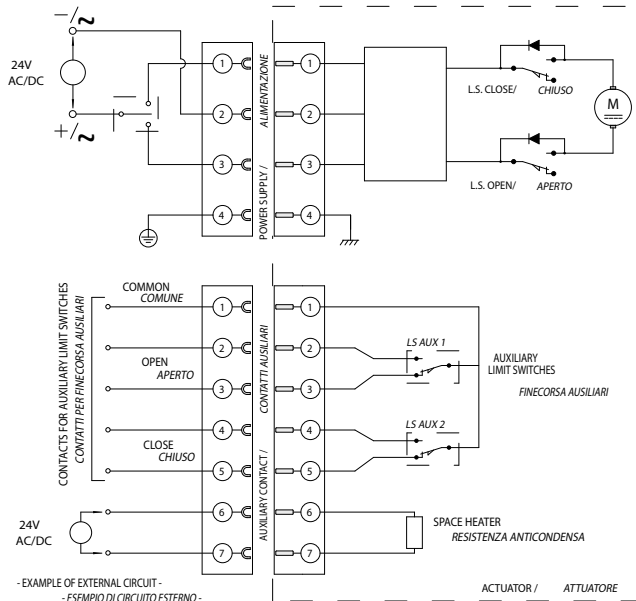 −/~
24V
AC/DC
+/~
1
2
3
4
POWER SUPPLY / ALIMENTAZIONE
1
2
3
4
L.S. CLOSE/ CHIUSO
M
L.S. OPEN/ APERTO
CONTACTS FOR AUXILIARY LIMIT SWITCHES
CONTATTI PER FINECORSA AUSILIARI
COMMON
COMUNE
OPEN
APERTO
CLOSE
CHIUSO
24V
AC/DC
1
2
3
4
5
6
7
AUXILIARY CONTACT / CONTATTI AUSILIARI
1
2
3
4
5
6
7
LS AUX 1
LS AUX 2
AUXILIARY
LIMIT SWITCHES
FINECORSA AUSILIARI
SPACE HEATER
RESISTENZA ANTICONDENSA
- EXAMPLE OF EXTERNAL CIRCUIT -
- ESEMPIO DI CIRCUITO ESTERNO -
ACTUATOR / ATTUATORE